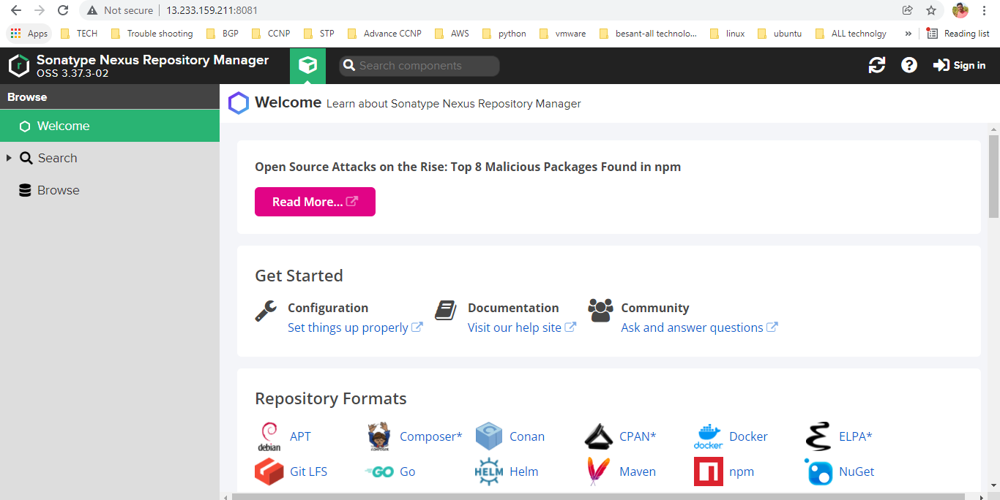 Not secure 13.233.159.211:8081
Apps TECH Trouble shooting BGP CCNP STP Advance CCNP AWS python vmware besant-all technolo... linux ubuntu ALL technolgy » Reading list
Sonatype Nexus Repository Manager
OSS 3.37.3-02
Search components
Sign in
Browse
Welcome
Search
Browse
Welcome Learn about Sonatype Nexus Repository Manager
Open Source Attacks on the Rise: Top 8 Malicious Packages Found in npm
Read More...
Get Started
Configuration
Set things up properly
Documentation
Visit our help site
Community
Ask and answer questions
Repository Formats
debian APT Composer* Conan CPAN* docker Docker ELPA*
Git LFS GO Go HELM Helm Maven npm NuGet